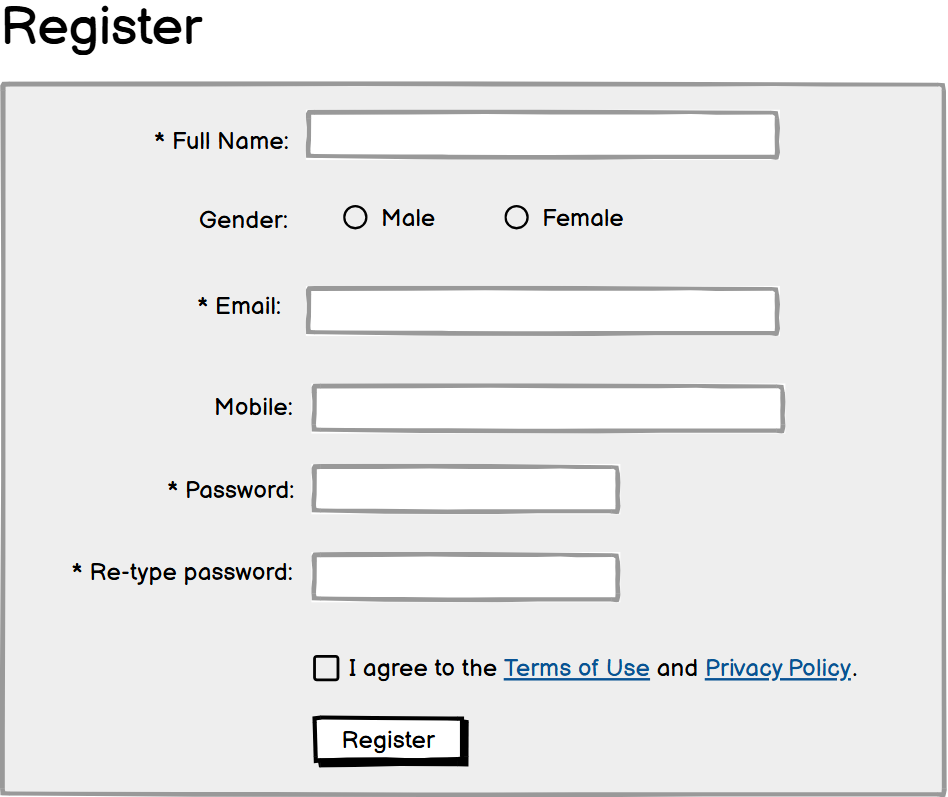 Register
* Full Name:
Gender: Male Female
* Email:
Mobile:
* Password:
* Re-type password:
I agree to the Terms of Use and Privacy Policy.
Register